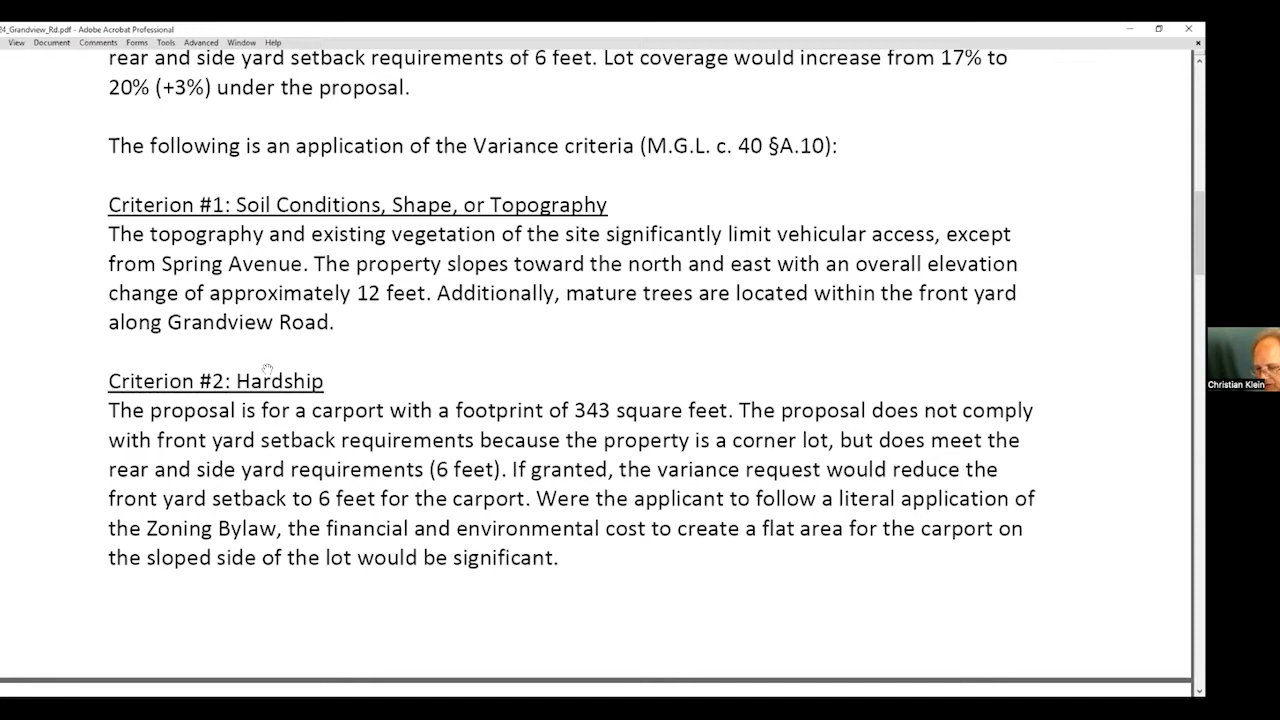 24_Grandview_Rd.pdf - Adobe Acrobat Professional
View Document Comments Forms Tools Advanced Window Help
rear and side yard setback requirements of 6 feet. Lot coverage would increase from 17% to
20% (+3%) under the proposal.
The following is an application of the Variance criteria (M.G.L. c. 40 §A.10):
Criterion #1: Soil Conditions, Shape, or Topography
The topography and existing vegetation of the site significantly limit vehicular access, except
from Spring Avenue. The property slopes toward the north and east with an overall elevation
change of approximately 12 feet. Additionally, mature trees are located within the front yard
along Grandview Road.
Criterion #2: Hardship
The proposal is for a carport with a footprint of 343 square feet. The proposal does not comply
with front yard setback requirements because the property is a corner lot, but does meet the
rear and side yard requirements (6 feet). If granted, the variance request would reduce the
front yard setback to 6 feet for the carport. Were the applicant to follow a literal application of
the Zoning Bylaw, the financial and environmental cost to create a flat area for the carport on
the sloped side of the lot would be significant.
Christian Klein